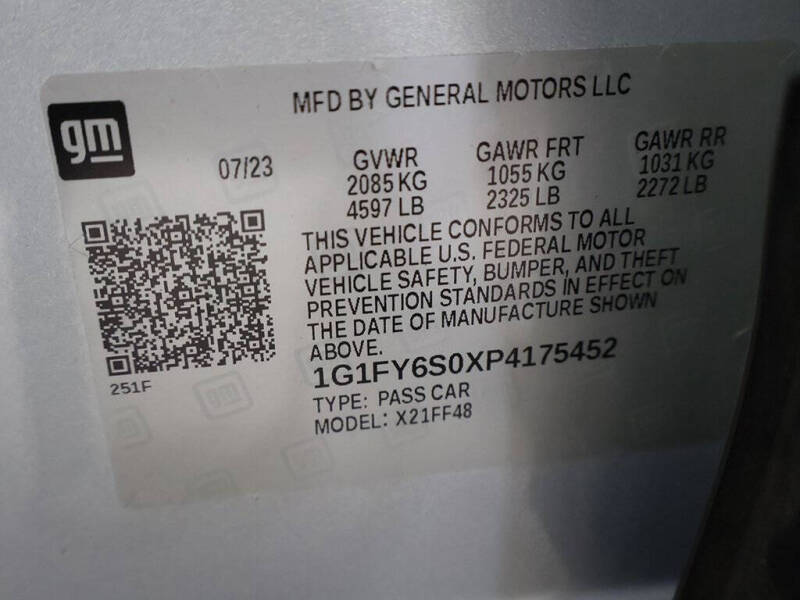 MFD BY GENERAL MOTORS LLC
gm
07/23
GVWR
2085 KG
4597 LB
GAWR FRT
1055 KG
2325 LB
GAWR RR
1031 KG
2272 LB
THIS VEHICLE CONFORMS TO ALL
APPLICABLE U.S. FEDERAL MOTOR
VEHICLE SAFETY, BUMPER, AND THEFT
PREVENTION STANDARDS IN EFFECT ON
THE DATE OF MANUFACTURE SHOWN
ABOVE.
251F
1G1FY6S0XP4175452
TYPE: PASS CAR
MODEL: X21FF48